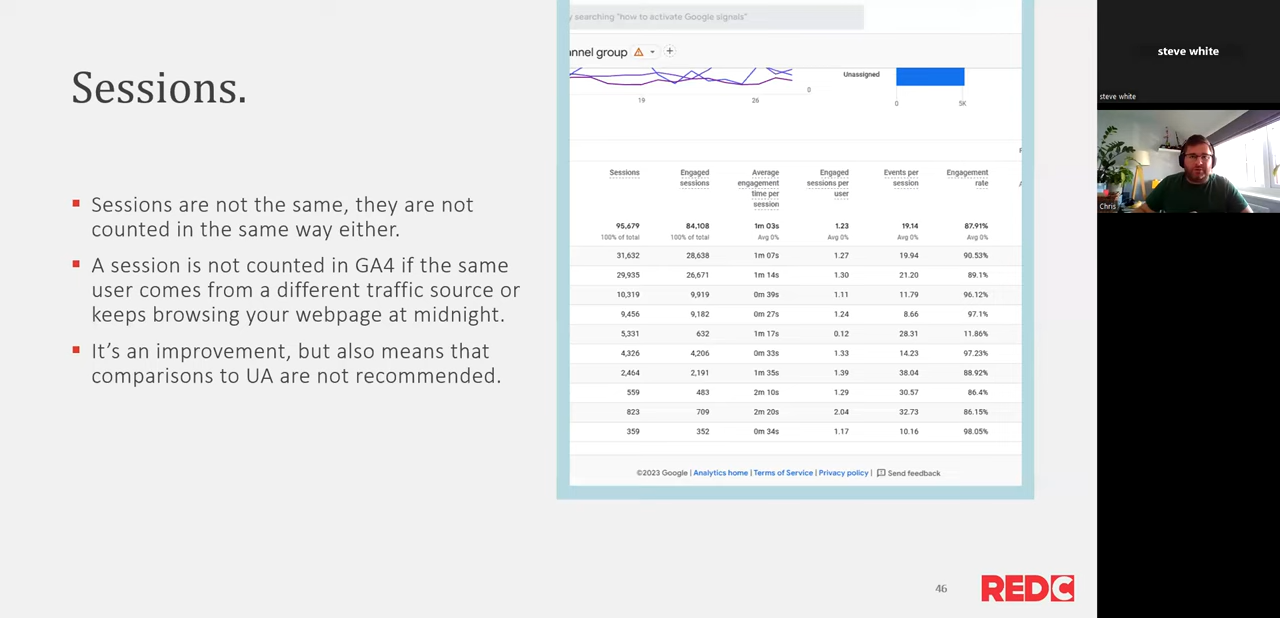 Sessions.
Sessions are not the same, they are not
counted in the same way either.
A session is not counted in GA4 if the same
user comes from a different traffic source or
keeps browsing your webpage at midnight.
It's an improvement, but also means that
comparisons to UA are not recommended.
y searching "how to activate Google signals"
nnel group
19 26 0
Unassigned
0 5K
Sessions Engaged sessions Average engagement time per session Engaged sessions per user Events per session Engagement rate
95,679 84,108 1m 03s 1.23 19.14 87.91%
100% of total 100% of total Avg 0% Avg 0% Avg 0% Avg 0%
31,632 28,638 1m 07s 1.27 19.94 90.53%
29,935 26,671 1m 14s 1.30 21.20 89.1%
10,319 9,919 0m 39s 1.11 11.79 96.12%
9,456 9,182 0m 27s 1.24 8.66 97.1%
5,331 632 1m 17s 0.12 28.31 11.86%
4,326 4,206 0m 33s 1.33 14.23 97.23%
2,464 2,191 1m 35s 1.39 38.04 88.92%
559 483 2m 10s 1.29 30.57 86.4%
823 709 2m 20s 2.04 32.73 86.15%
359 352 0m 34s 1.17 10.16 98.05%
©2023 Google | Analytics home | Terms of Service | Privacy policy | Send feedback
46
REDC
steve white
steve white
Chris